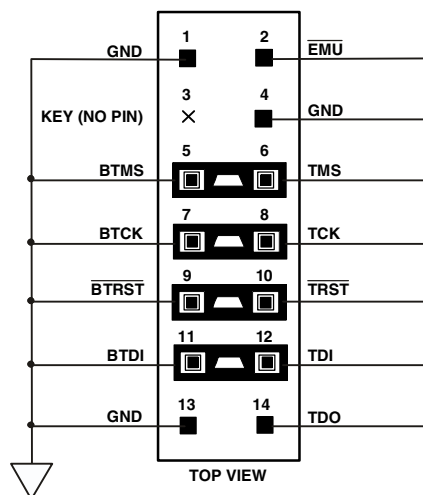 1 2
GND EMU
3 4
KEY (NO PIN) GND
5 6
BTMS TMS
7 8
BTCK TCK
9 10
BTRST TRST
11 12
BTDI TDI
13 14
GND TDO
TOP VIEW